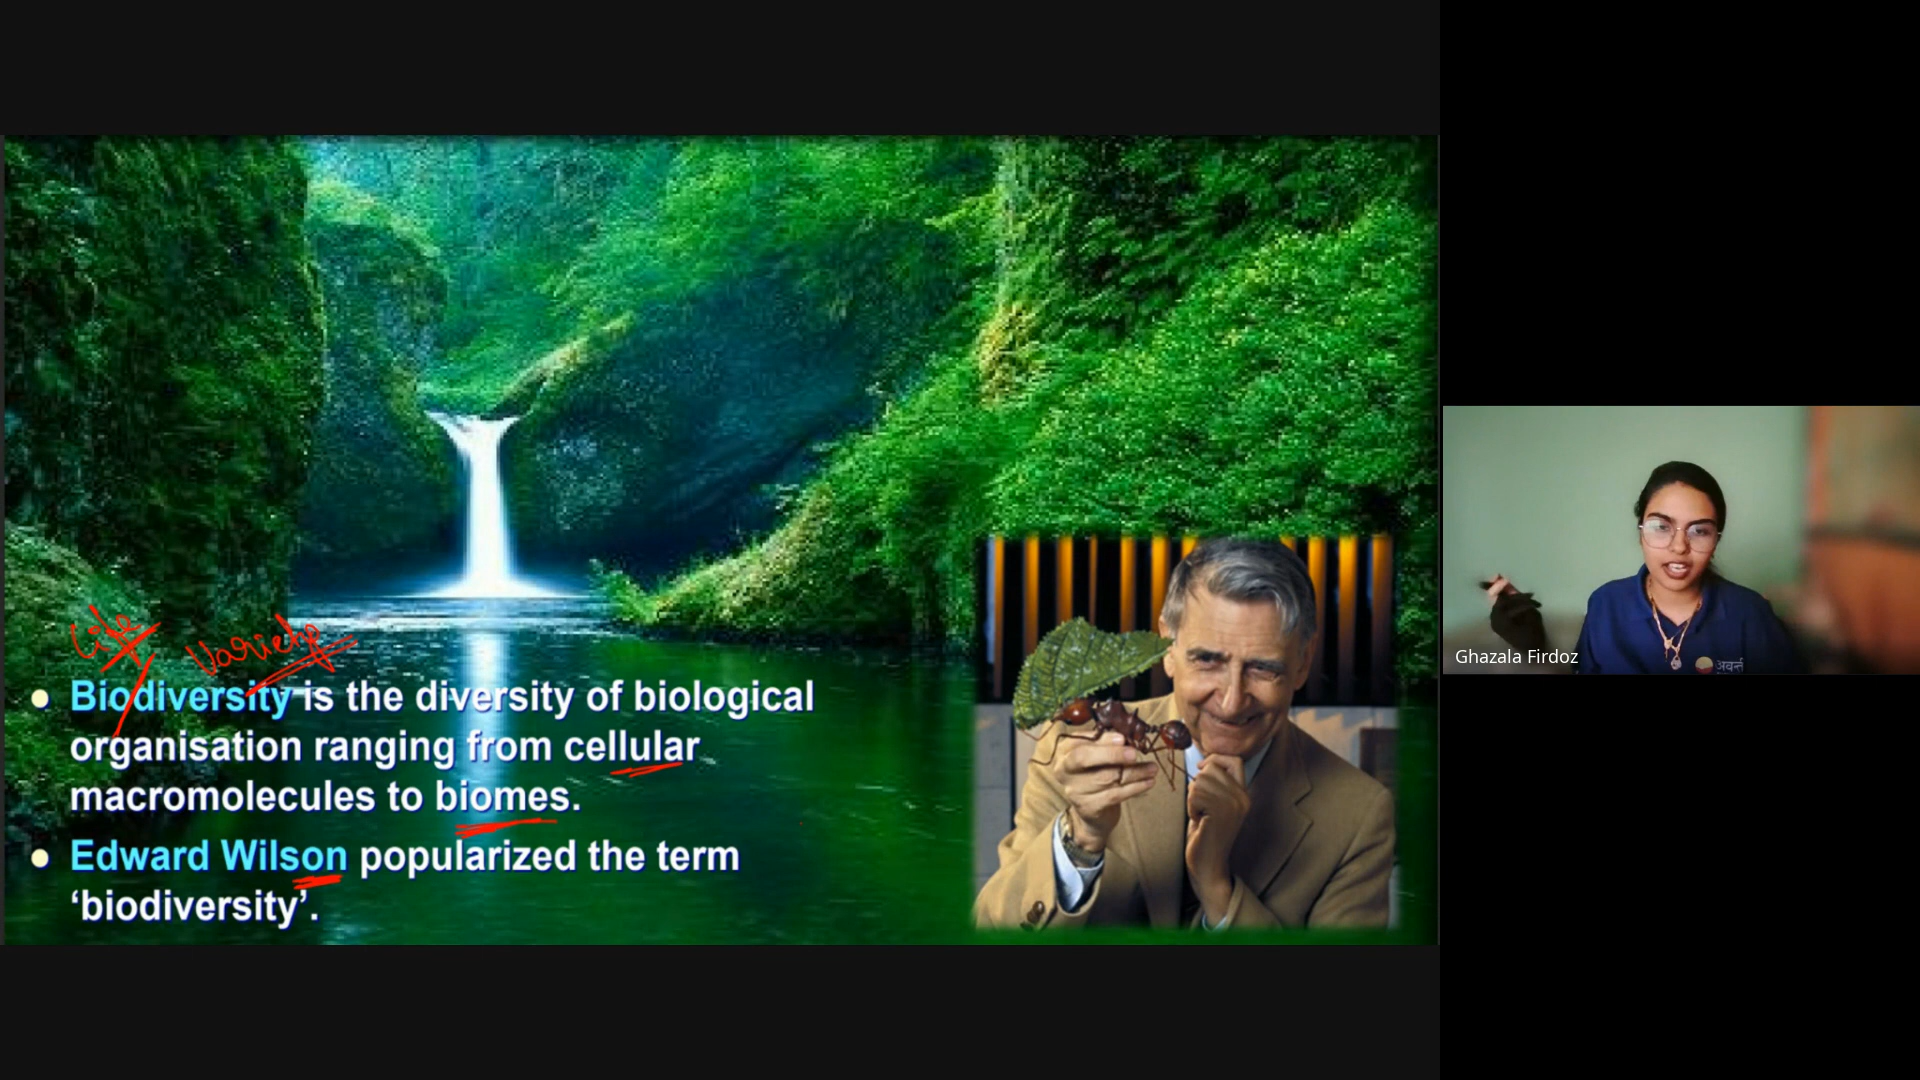 Life
Variety
• Biodiversity is the diversity of biological
organisation ranging from cellular
macromolecules to biomes.
• Edward Wilson popularized the term
‘biodiversity’.
Ghazala Firdoz